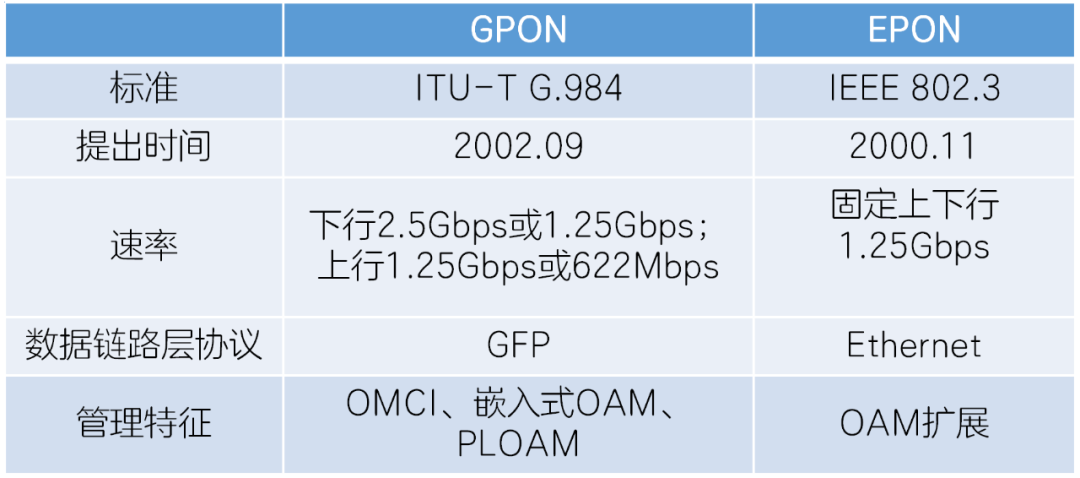 GPON EPON
标准 ITU-T G.984 IEEE 802.3
提出时间 2002.09 2000.11
速率
下行2.5Gbps或1.25Gbps；
上行1.25Gbps或622Mbps
固定上下行
1.25Gbps
数据链路层协议 GFP Ethernet
管理特征
OMCI、嵌入式OAM、
PLOAM
OAM扩展